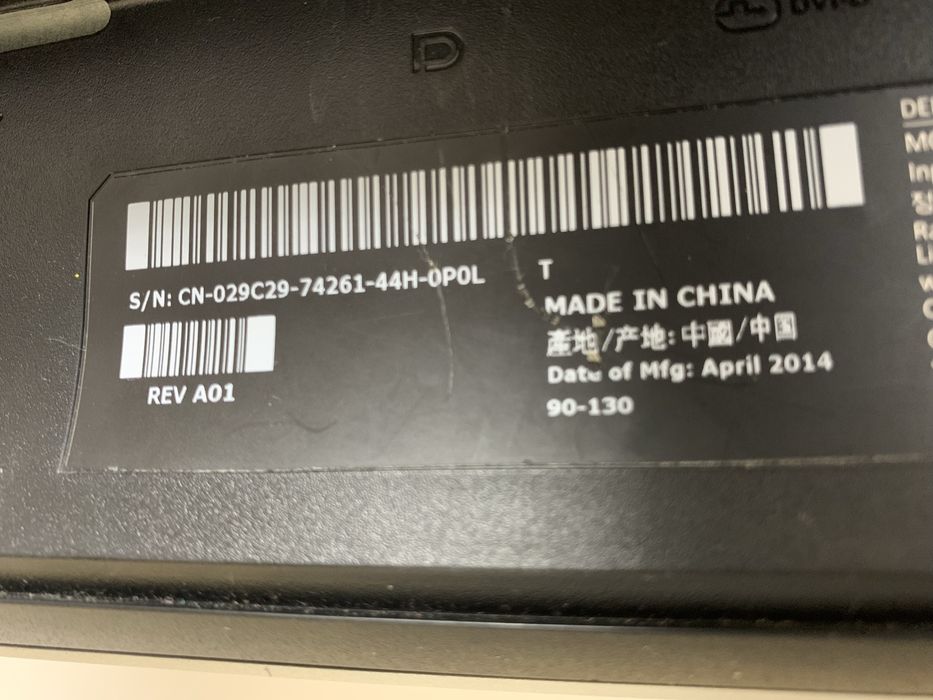 S/N: CN-029C29-74261-44H-0P0L
REV A01
T
MADE IN CHINA
產地/产地: 中國/中国
Date of Mfg: April 2014
90-130